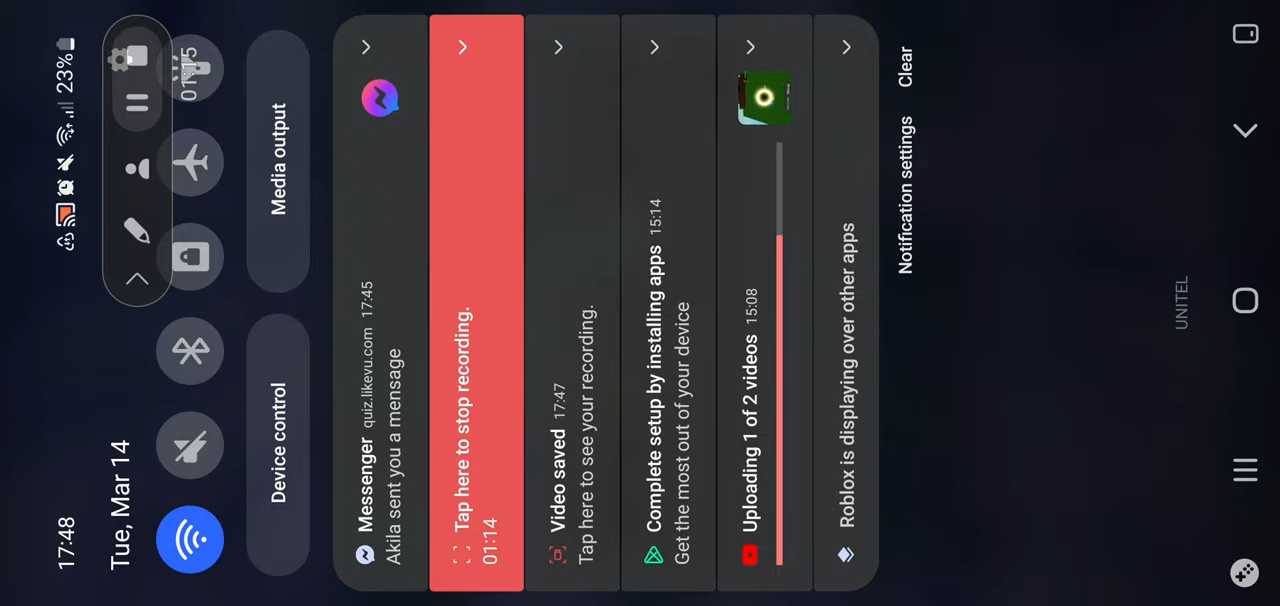 17:48
23%
Tue, Mar 14
01:15
Device control
Media output
Messenger quiz.likevu.com 17:45
Akila sent you a mensage
Tap here to stop recording.
01:14
Video saved 17:47
Tap here to see your recording.
Complete setup by installing apps 15:14
Get the most out of your device
Uploading 1 of 2 videos 15:08
Roblox is displaying over other apps
Notification settings
Clear
UNITEL